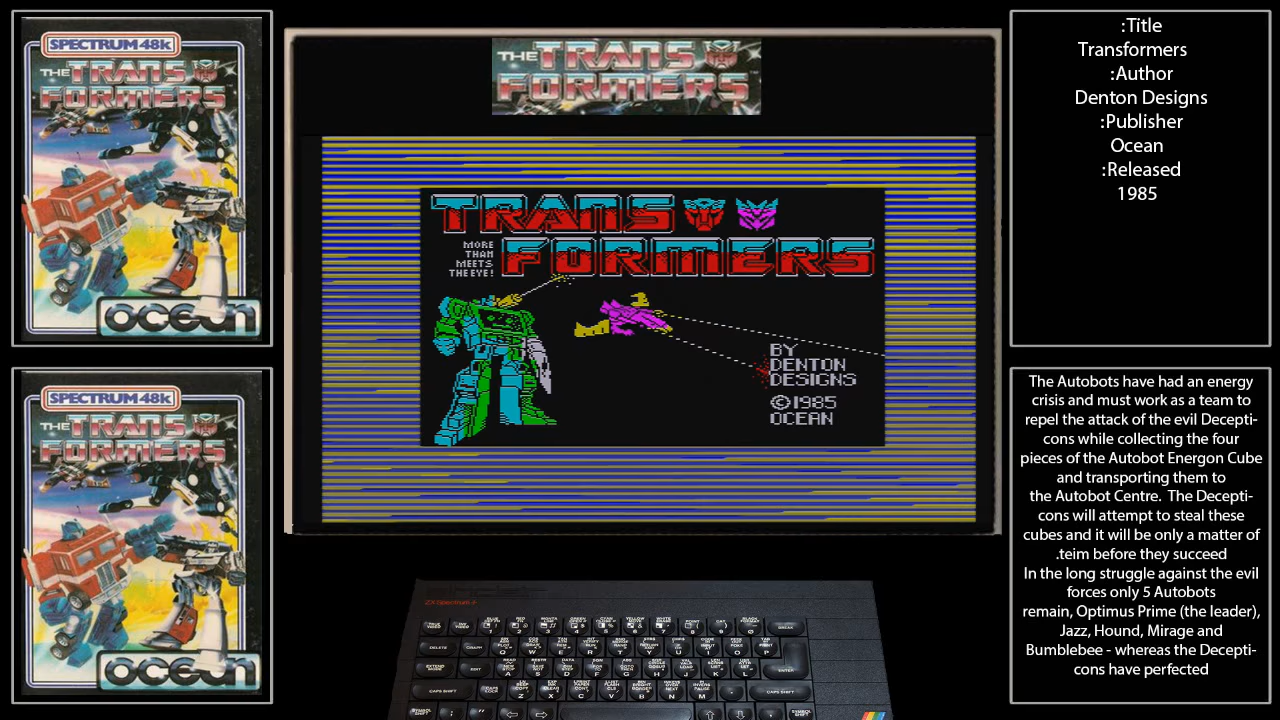 SPECTRUM 48K
THE TRANS
FORMERS
ocean
SPECTRUM 48K
THE TRANS
FORMERS
ocean
THE TRANS
FORMERS
TRANS
FORMERS
MORE
THAN
MEETS
THE EYE!
BY
DENTON
DESIGNS
©1985
OCEAN
ZX Spectrum
:Title
Transformers
:Author
Denton Designs
:Publisher
Ocean
:Released
1985
The Autobots have had an energy
crisis and must work as a team to
repel the attack of the evil Decepti-
cons while collecting the four
pieces of the Autobot Energon Cube
and transporting them to
the Autobot Centre. The Decepti-
cons will attempt to steal these
cubes and it will be only a matter of
.teim before they succeed
In the long struggle against the evil
forces only 5 Autobots
remain, Optimus Prime (the leader),
Jazz, Hound, Mirage and
Bumblebee - whereas the Decepti-
cons have perfected